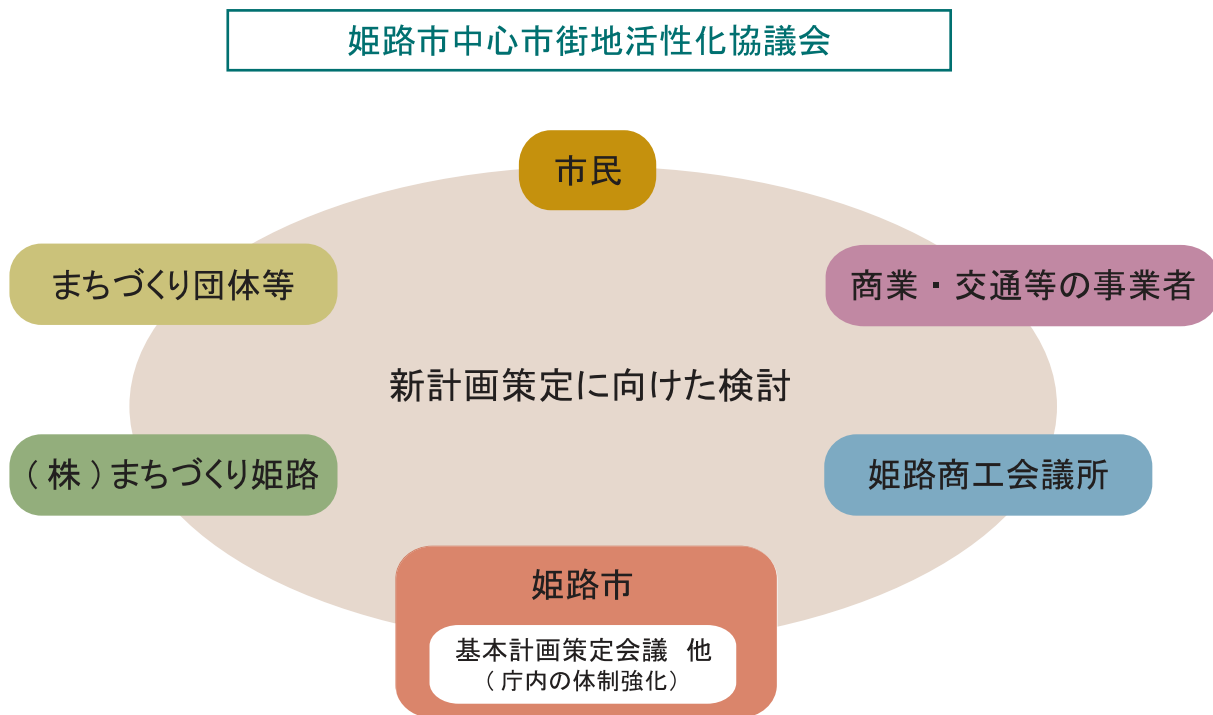 姫路市中心市街地活性化協議会
市民
まちづくり団体等
商業・交通等の事業者
新計画策定に向けた検討
(株)まちづくり姫路
姫路商工会議所
姫路市
基本計画策定会議　他
(庁内の体制強化)